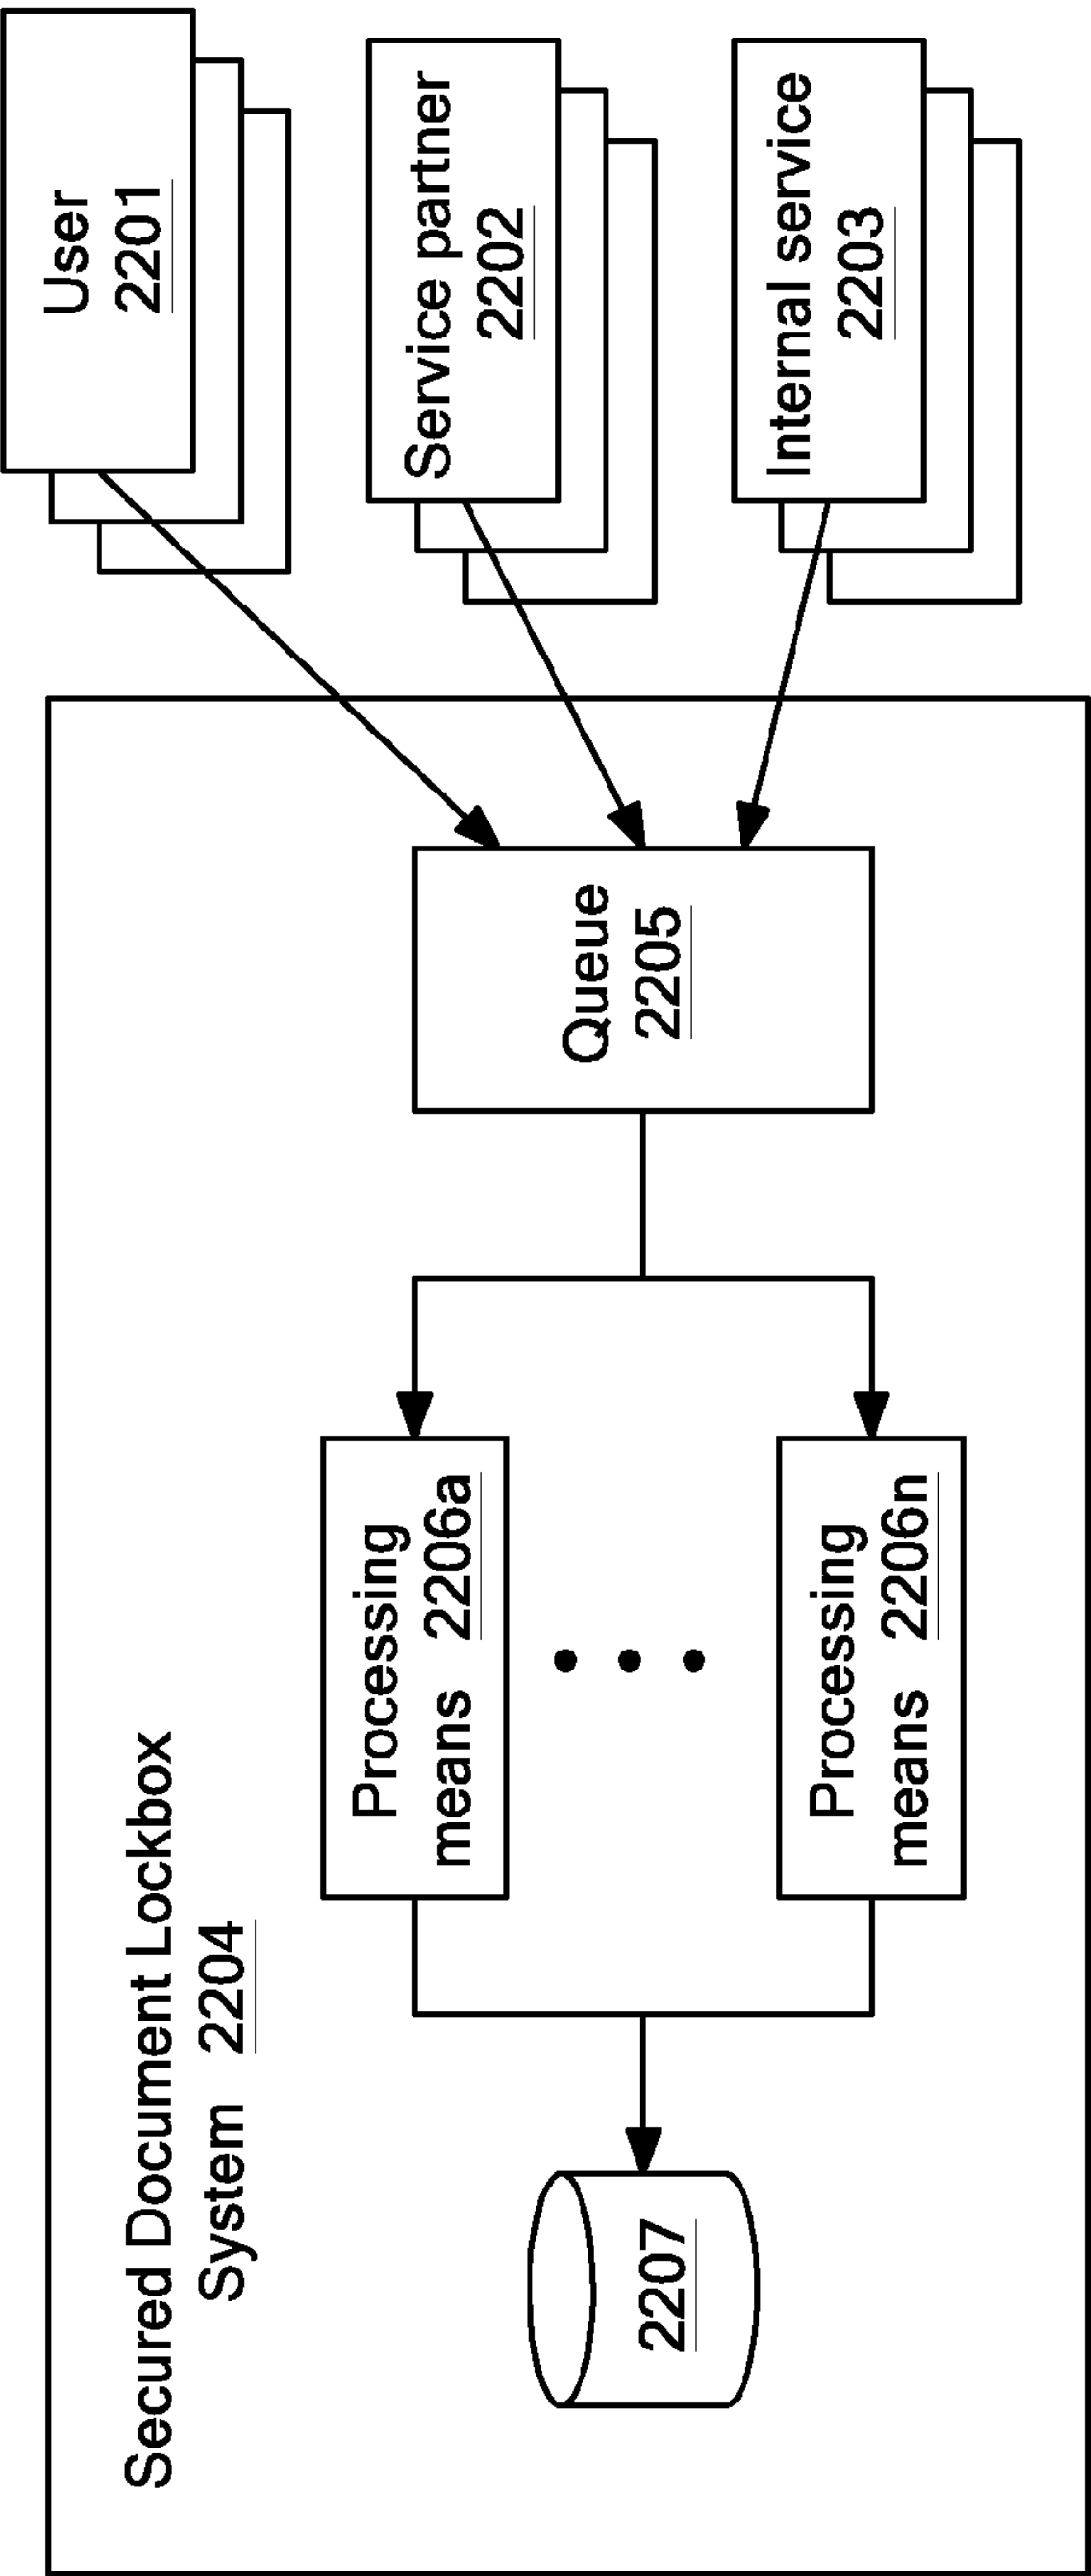 Secured Document Lockbox
System 2204
User
2201
Service partner
2202
Internal service
2203
Queue
2205
Processing
means 2206a
Processing
means 2206n
2207